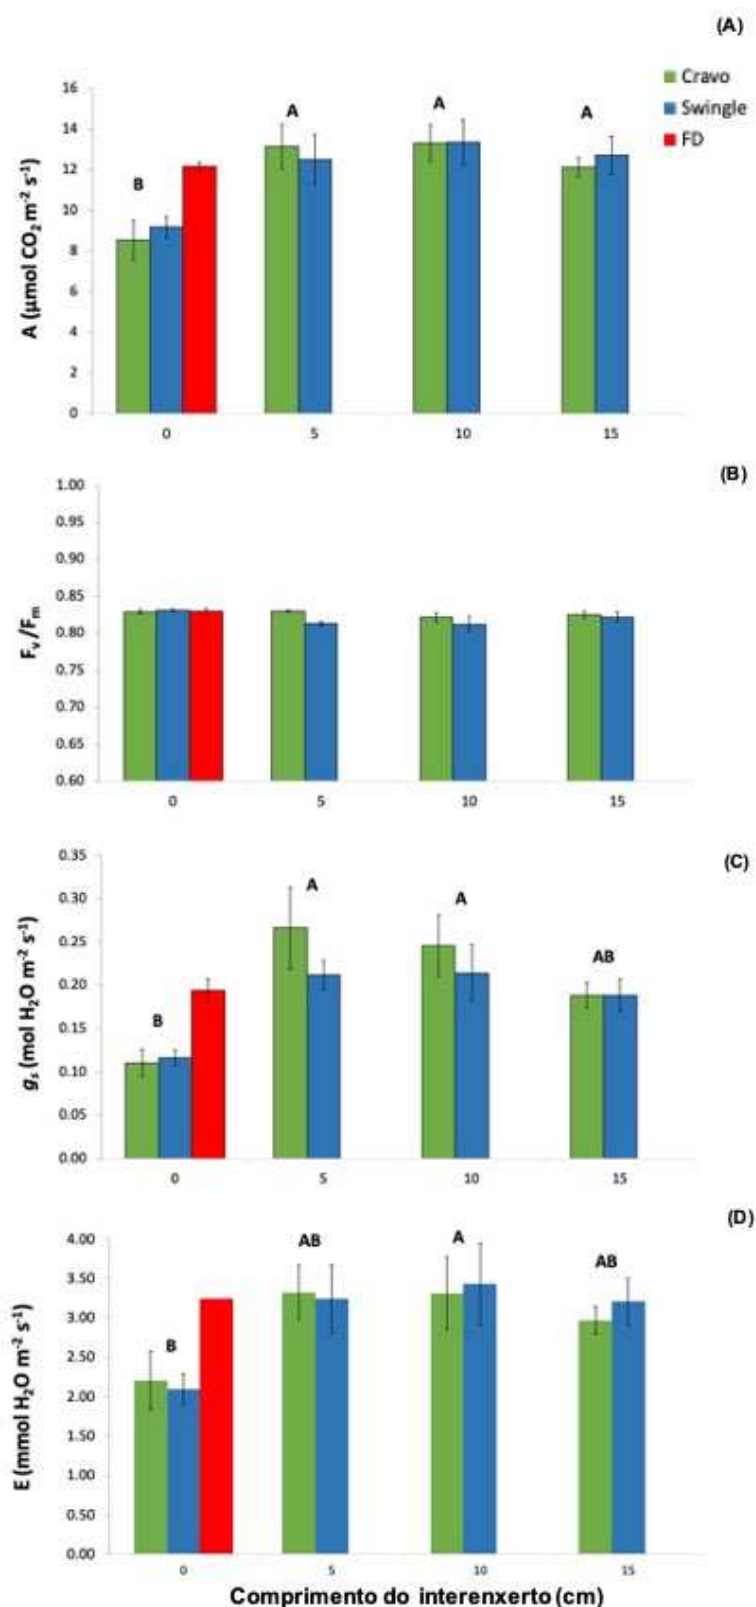 (A)
Cravo
Swingle
FD
A (µmol CO2 m-2 s-1)
16
14
12
10
8
6
4
2
0
B
A
A
A
0 5 10 15
(B)
Fv/Fm
1.00
0.95
0.90
0.85
0.80
0.75
0.70
0.65
0.60
0 5 10 15
(C)
gs (mol H2O m-2 s-1)
0.35
0.30
0.25
0.20
0.15
0.10
0.05
0.00
B
A
A
AB
0 5 10 15
(D)
E (mmol H2O m-2 s-1)
4.00
3.50
3.00
2.50
2.00
1.50
1.00
0.50
0.00
B
AB
A
AB
0 5 10 15
Comprimento do interenxerto (cm)